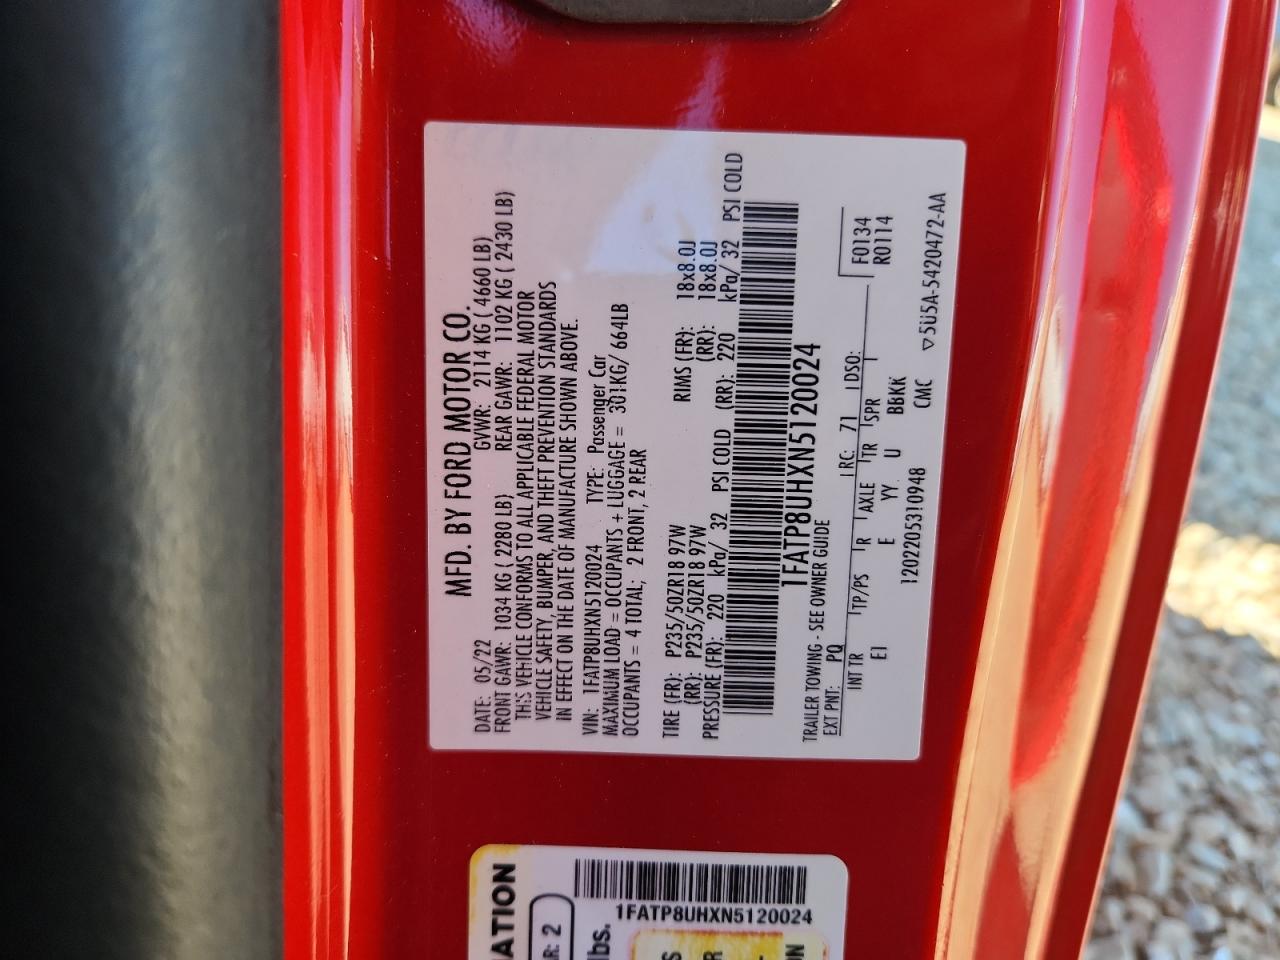 MFD. BY FORD MOTOR CO.
DATE: 05/22 GVWR: 2114 KG ( 4660 LB)
FRONT GAWR: 1034 KG ( 2280 LB) REAR GAWR: 1102 KG ( 2430 LB)
THIS VEHICLE CONFORMS TO ALL APPLICABLE FEDERAL MOTOR
VEHICLE SAFETY, BUMPER, AND THEFT PREVENTION STANDARDS
IN EFFECT ON THE DATE OF MANUFACTURE SHOWN ABOVE.
VIN: 1FATP8UHXN5120024 TYPE: Passenger Car
MAXIMUM LOAD = OCCUPANTS + LUGGAGE = 301KG/ 664LB
OCCUPANTS = 4 TOTAL; 2 FRONT, 2 REAR
TIRE (FR): P235/50ZR18 97W RIMS (FR): 18x8.0J
(RR): P235/50ZR18 97W (RR): 18x8.0J
PRESSURE (FR): 220 kPa/ 32 PSI COLD (RR): 220 kPa/ 32 PSI COLD
1FATP8UHXN5120024
TRAILER TOWING - SEE OWNER GUIDE
EXT PNT: PQ RC: 71 DSO: F0134
INT TR TP/PS R AXLE TR SPR R0114
EI E YY U BBKK
1202205310948 CMC 5U5A-5420472-AA
1FATP8UHXN5120024
2
lbs.